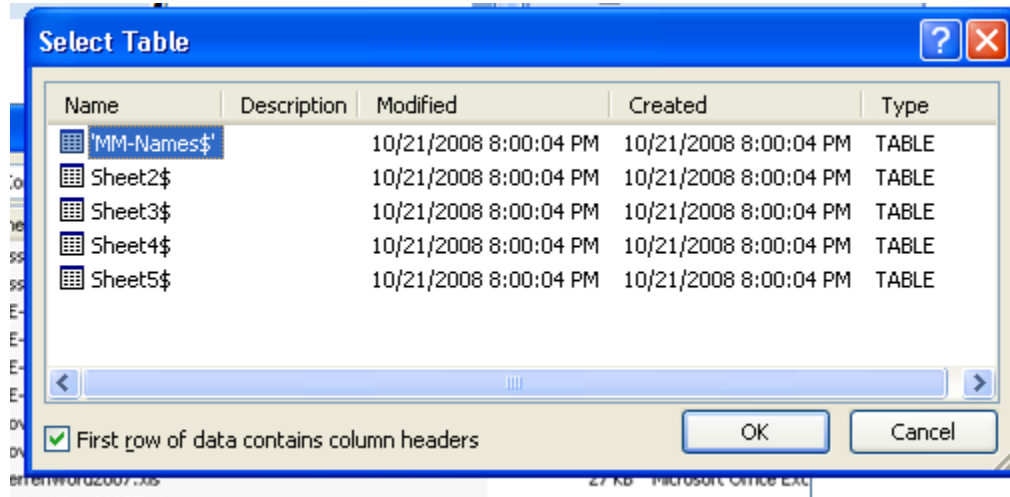 Select Table
Name Description Modified Created Type
'MM-Names$' 10/21/2008 8:00:04 PM 10/21/2008 8:00:04 PM TABLE
Sheet2$ 10/21/2008 8:00:04 PM 10/21/2008 8:00:04 PM TABLE
Sheet3$ 10/21/2008 8:00:04 PM 10/21/2008 8:00:04 PM TABLE
Sheet4$ 10/21/2008 8:00:04 PM 10/21/2008 8:00:04 PM TABLE
Sheet5$ 10/21/2008 8:00:04 PM 10/21/2008 8:00:04 PM TABLE
First row of data contains column headers OK Cancel
27 KB Microsoft Office Exc